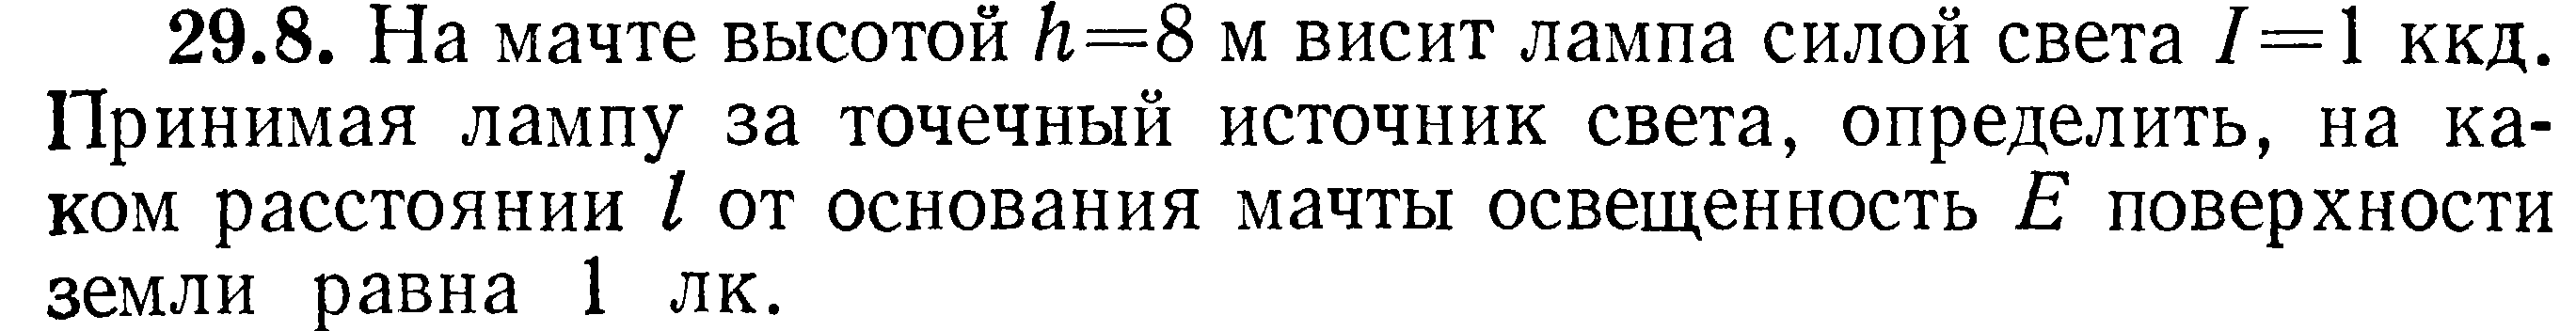 29.8. На мачте высотой h=8 м висит лампа силой света I=1 ккд.
Принимая лампу за точечный источник света, определить, на ка-
ком расстоянии l от основания мачты освещенность E поверхности
земли равна 1 лк.